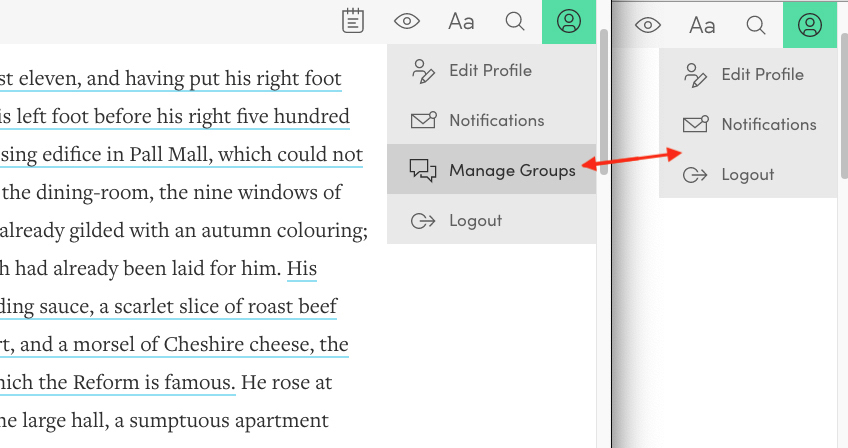 Aa
Aa
st eleven, and having put his right foot
is left foot before his right five hundred
sing edifice in Pall Mall, which could not
the dining-room, the nine windows of
already gilded with an autumn colouring;
h had already been laid for him. His
ding sauce, a scarlet slice of roast beef
rt, and a morsel of Cheshire cheese, the
hich the Reform is famous. He rose at
he large hall, a sumptuous apartment
Edit Profile
Notifications
Manage Groups
Logout
Edit Profile
Notifications
Logout